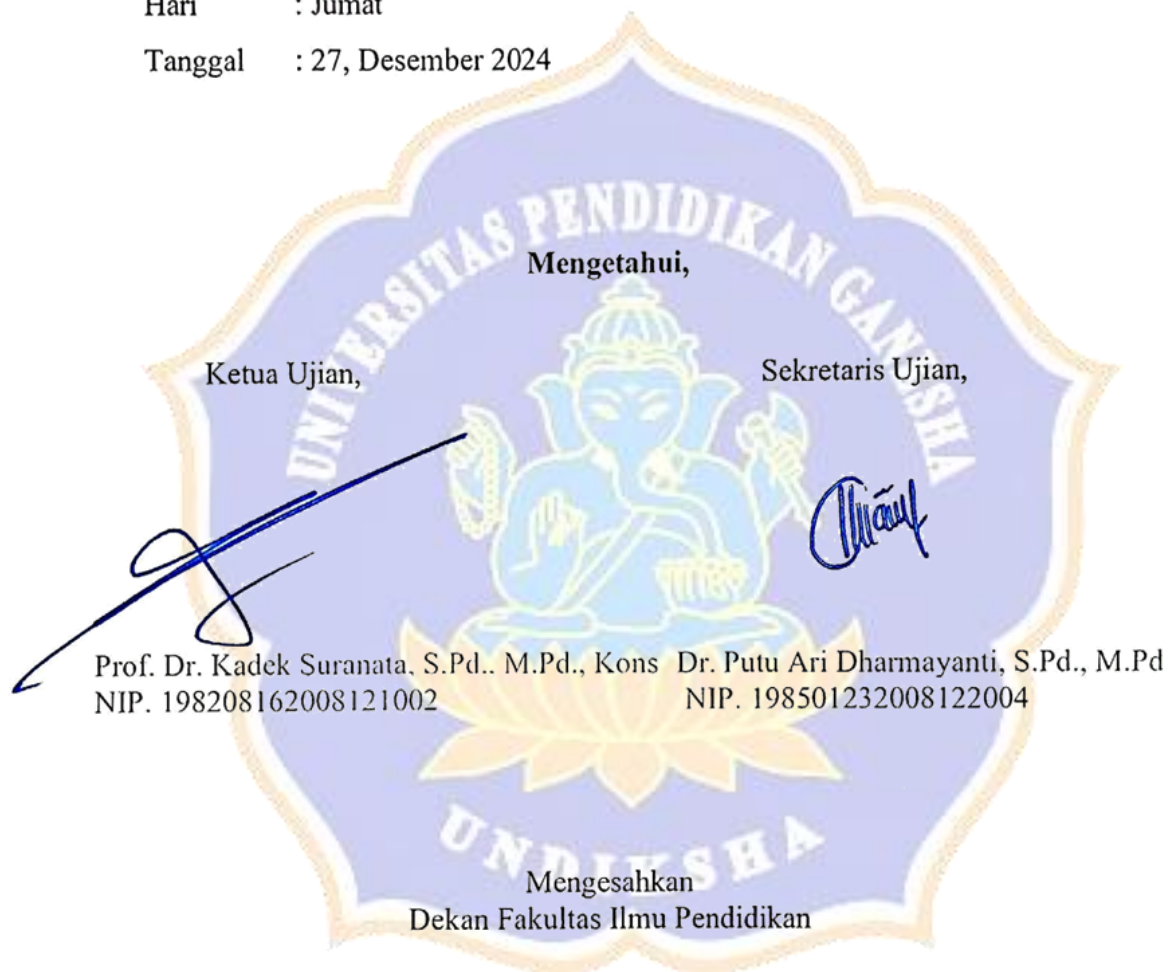 Hari : Jumat
Tanggal : 27, Desember 2024
UNIVERSITAS PENDIDIKAN GANESHA
Mengetahui,
Ketua Ujian,
Sekretaris Ujian,
Prof. Dr. Kadek Suranata, S.Pd.. M.Pd., Kons
NIP. 198208162008121002
Dr. Putu Ari Dharmayanti, S.Pd., M.Pd
NIP. 198501232008122004
UNDIKSHA
Mengesahkan
Dekan Fakultas Ilmu Pendidikan